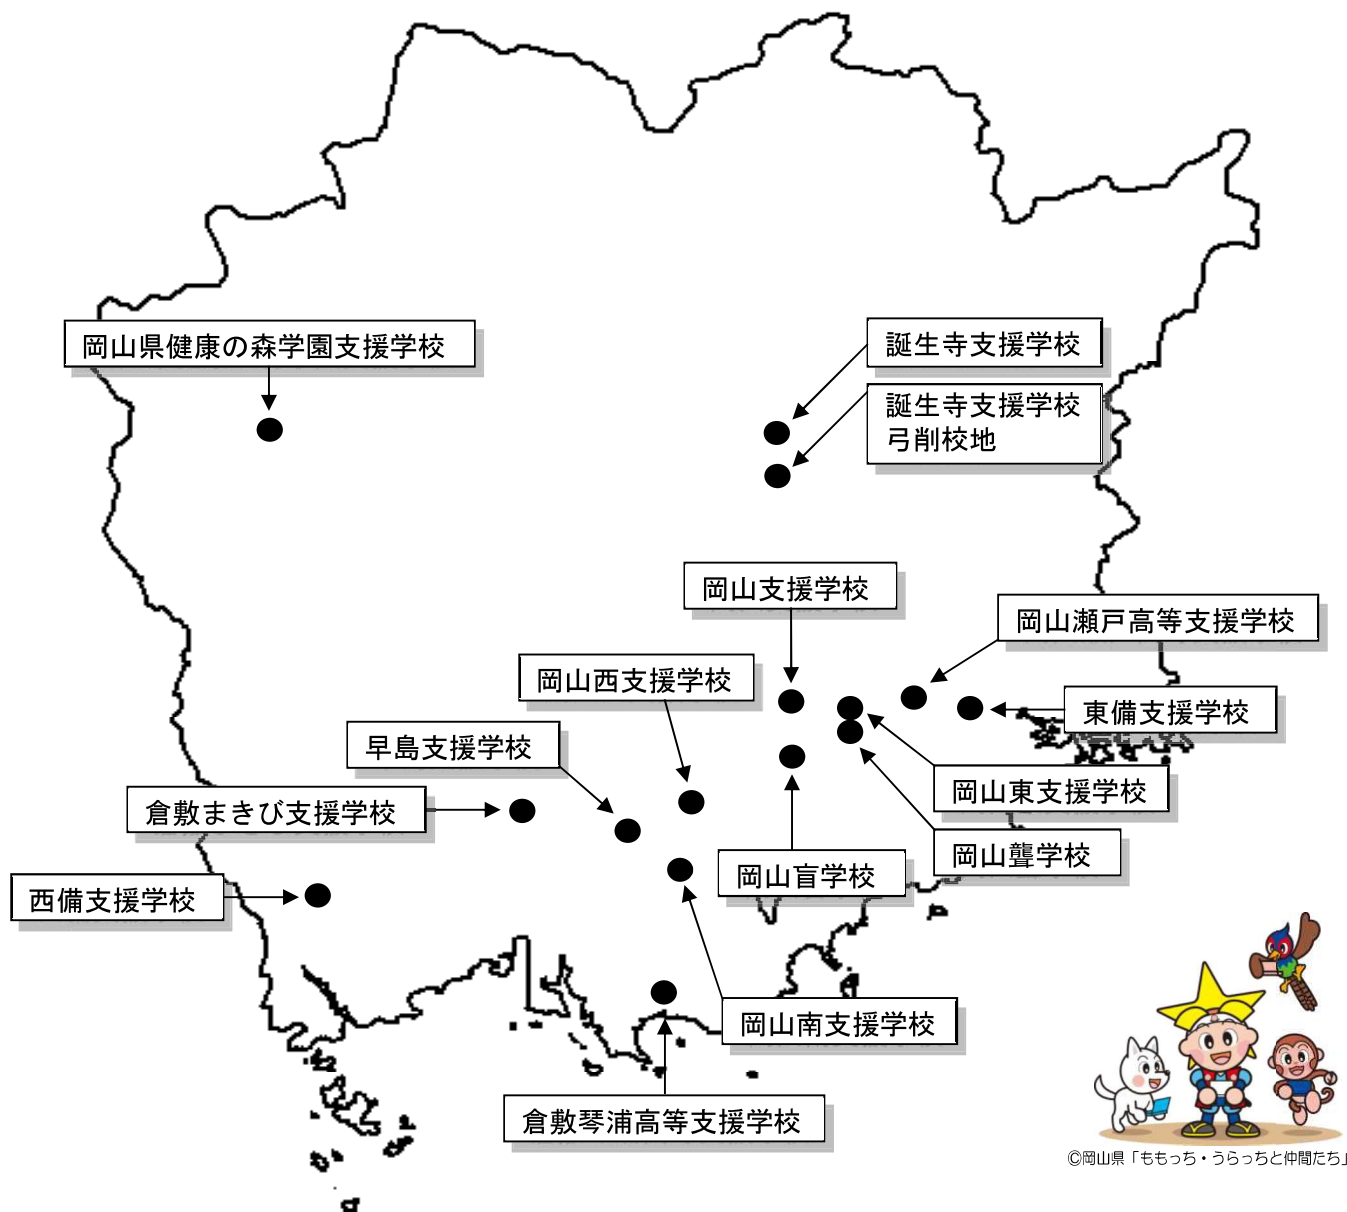 岡山県健康の森学園支援学校
誕生寺支援学校
誕生寺支援学校
弓削校地
岡山支援学校
岡山瀬戸高等支援学校
岡山西支援学校
東備支援学校
早島支援学校
岡山東支援学校
倉敷まきび支援学校
岡山聾学校
岡山盲学校
西備支援学校
岡山南支援学校
倉敷琴浦高等支援学校
©岡山県「ももっち・うらっちと仲間たち」